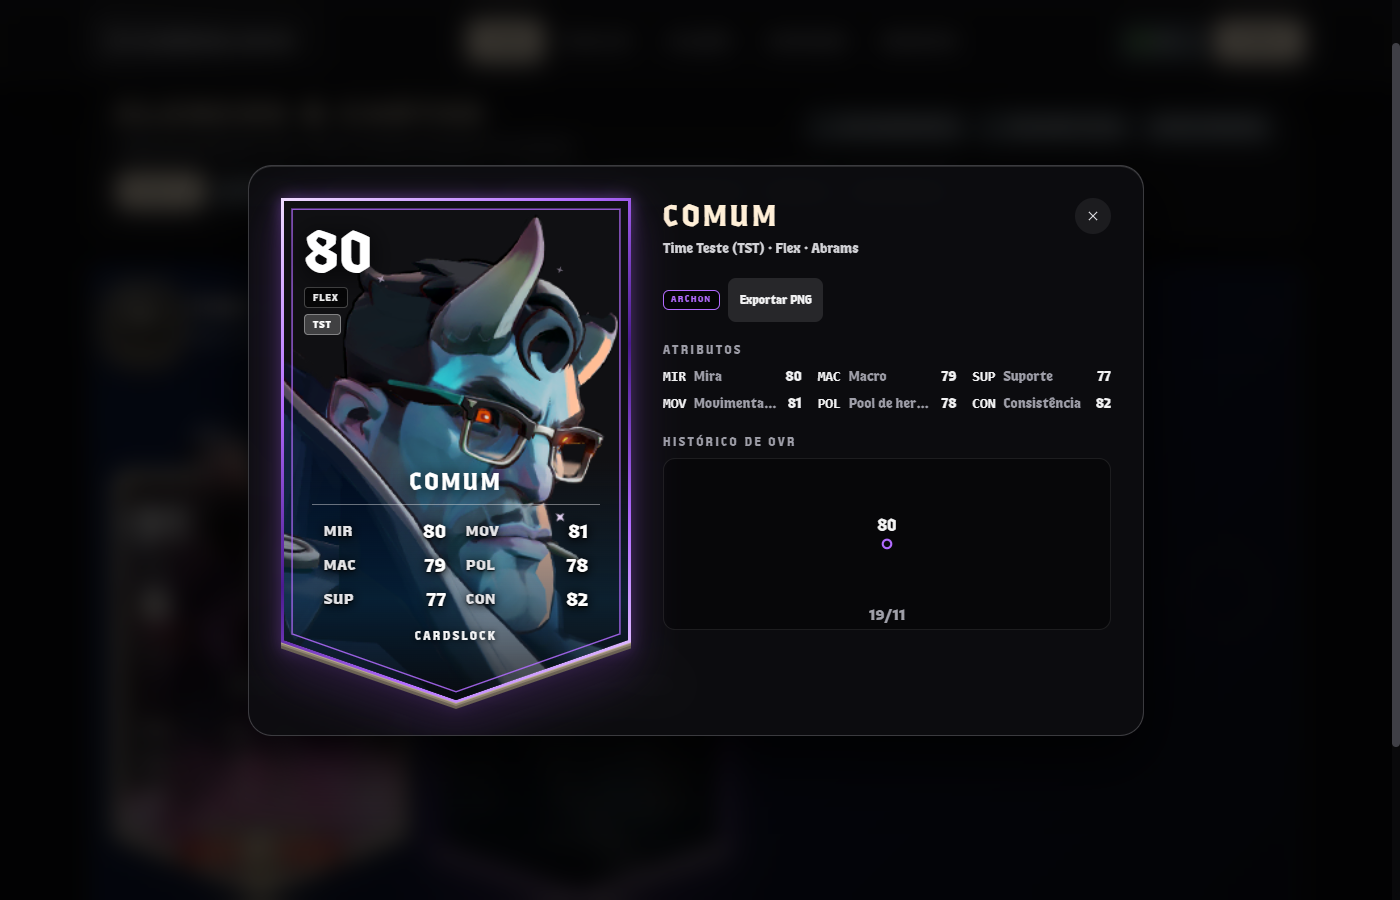 80
FLEX
TST
COMUM
MIR 80 MOV 81
MAC 79 POL 78
SUP 77 CON 82
CARDSLOCK
COMUM
Time Teste (TST) • Flex • Abrams
ARCHON Exportar PNG
ATRIBUTOS
MIR Mira 80 MAC Macro 79 SUP Suporte 77
MOV Movimenta... 81 POL Pool de her... 78 CON Consistência 82
HISTÓRICO DE OVR
80
19/11